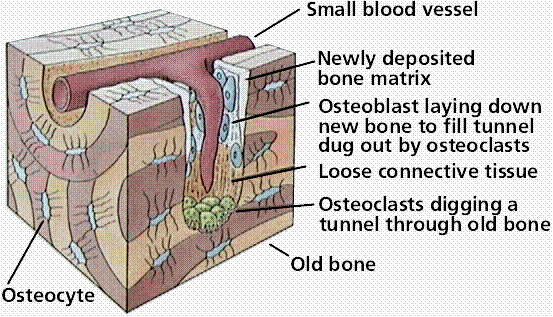 Small blood vessel
Newly deposited
bone matrix
Osteoblast laying down
new bone to fill tunnel
dug out by osteoclasts
Loose connective tissue
Osteoclasts digging a
tunnel through old bone
Old bone
Osteocyte